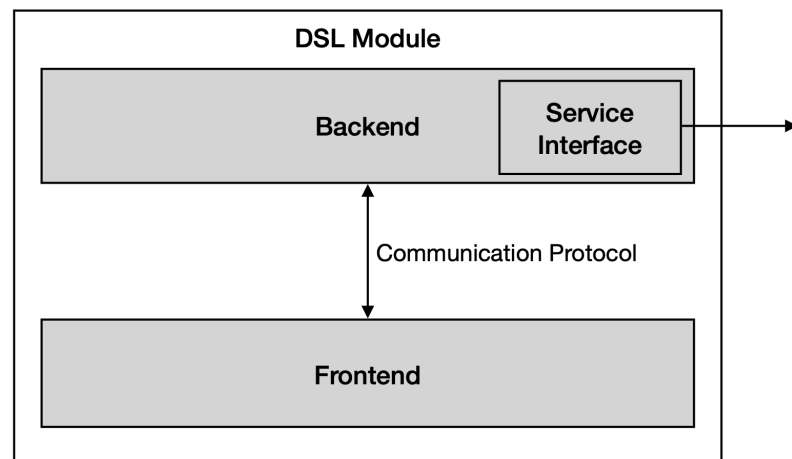 DSL Module
Backend
Service
Interface
Communication Protocol
Frontend